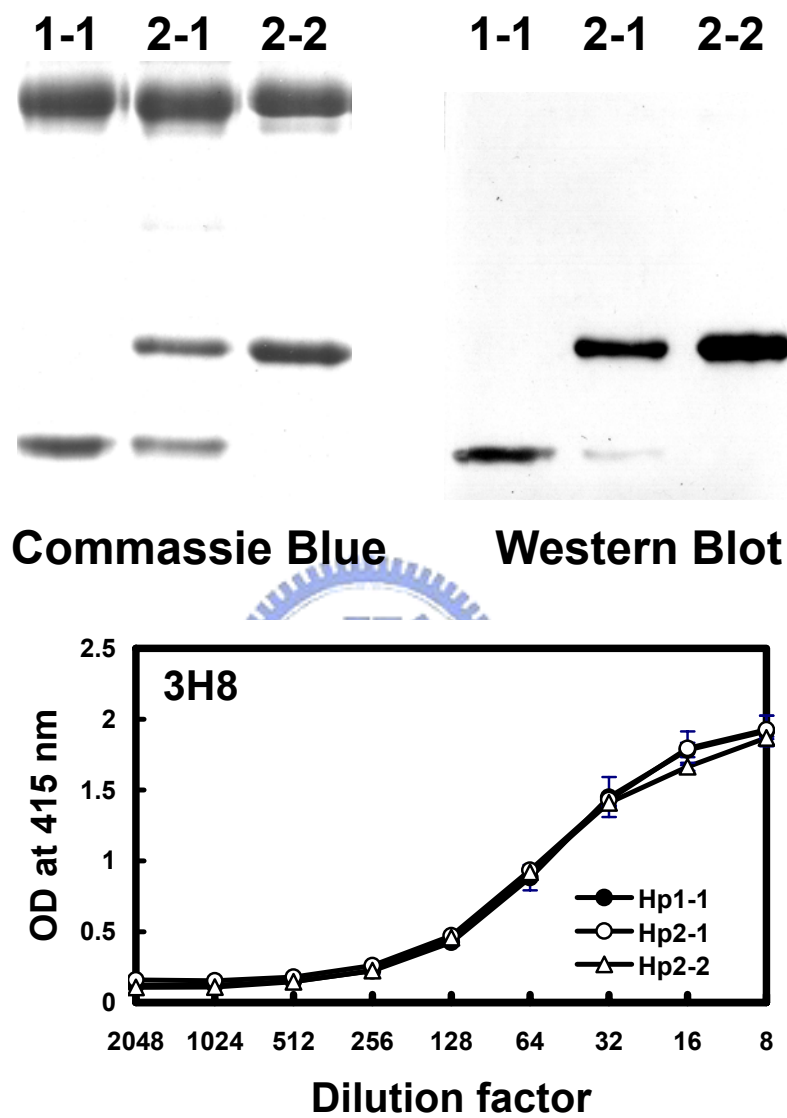 1-1 2-1 2-2
1-1 2-1 2-2
Commassie Blue
Western Blot
3H8
2.5
2
1.5
1
0.5
0
OD at 415 nm
Hp1-1
Hp2-1
Hp2-2
2048 1024 512 256 128 64 32 16 8
Dilution factor